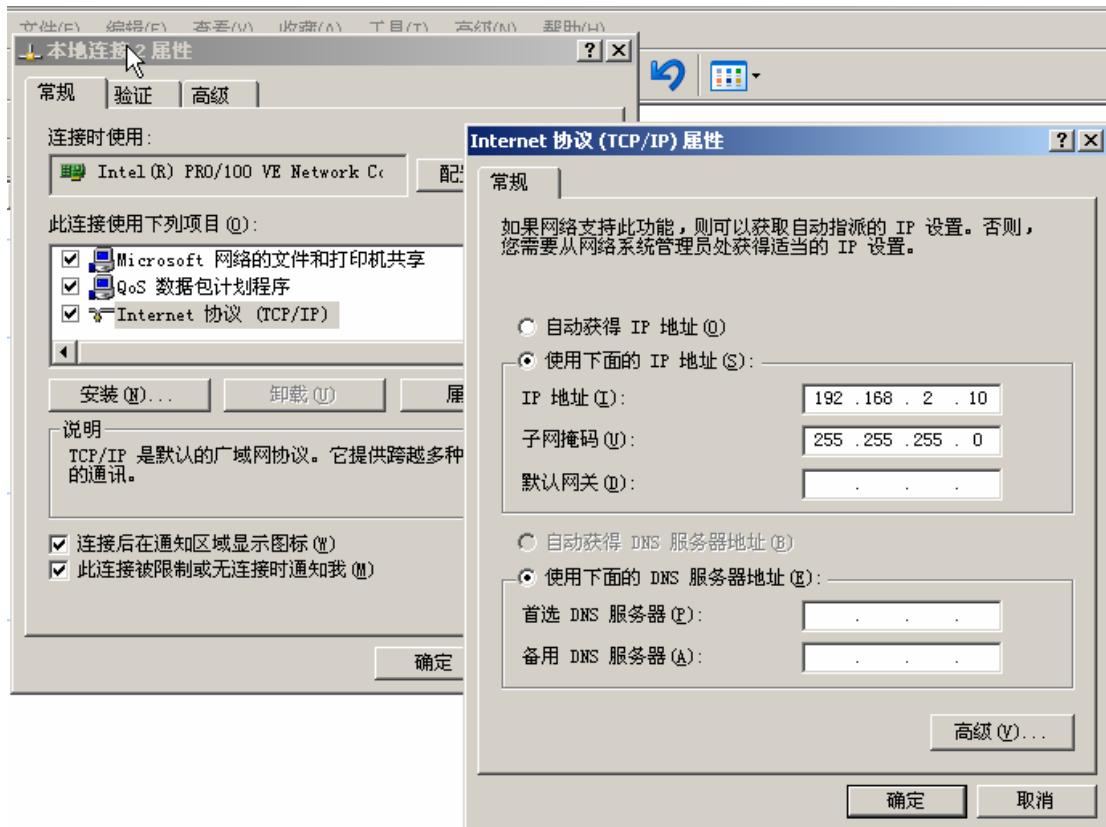 文件(F) 编辑(E) 查看(V) 收藏(A) 工具(T) 高级(N) 帮助(H)
本地连接 2 属性
常规 验证 高级
连接时使用:
Intel(R) PRO/100 VE Network
此连接使用下列项目(O):
Microsoft 网络的文件和打印机共享
QoS 数据包计划程序
Internet 协议 (TCP/IP)
安装(N)... 卸载(U)
说明
TCP/IP 是默认的广域网协议。它提供跨越多种
的通讯。
连接后在通知区域显示图标(W)
此连接被限制或无连接时通知我(M)
确定
Internet 协议 (TCP/IP) 属性
常规
如果网络支持此功能,则可以获取自动指派的 IP 设置。否则,
您需要从网络系统管理员处获得适当的 IP 设置。
自动获得 IP 地址(O)
使用下面的 IP 地址(S):
IP 地址(I): 192 .168 . 2 . 10
子网掩码(U): 255 .255 .255 . 0
默认网关(D): . . .
自动获得 DNS 服务器地址(B)
使用下面的 DNS 服务器地址(E):
首选 DNS 服务器(P): . . .
备用 DNS 服务器(A): . . .
高级(V)...
确定 取消